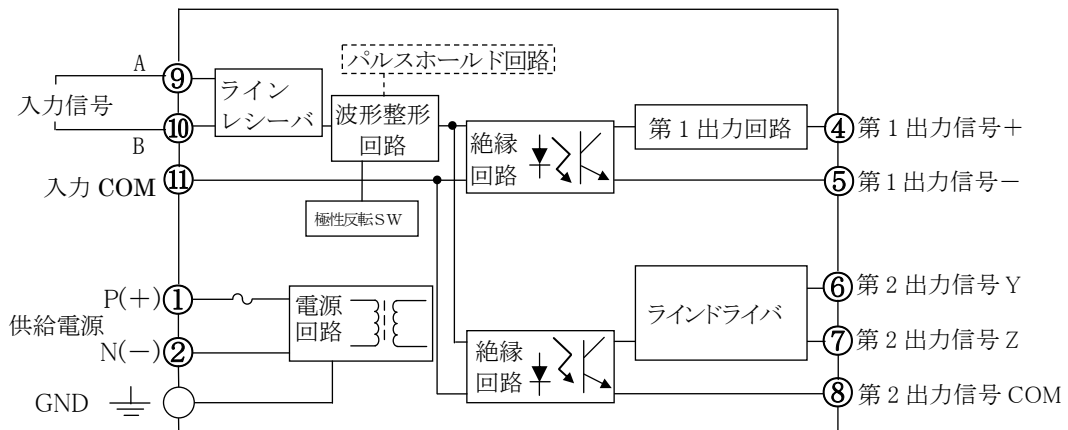 パルスホールド回路
A
⑨
ライン
レシーバ
波形整形
回路
入力信号
⑩
B
絶縁
回路
第１出力回路
④
第１出力信号＋
入力 COM
⑪
⑤
第１出力信号－
極性反転ＳＷ
P(＋)
①
電源
回路
ラインドライバ
⑥
第２出力信号 Y
供給電源
N(－)
②
⑦
第２出力信号 Z
絶縁
回路
GND
⑧
第２出力信号 COM